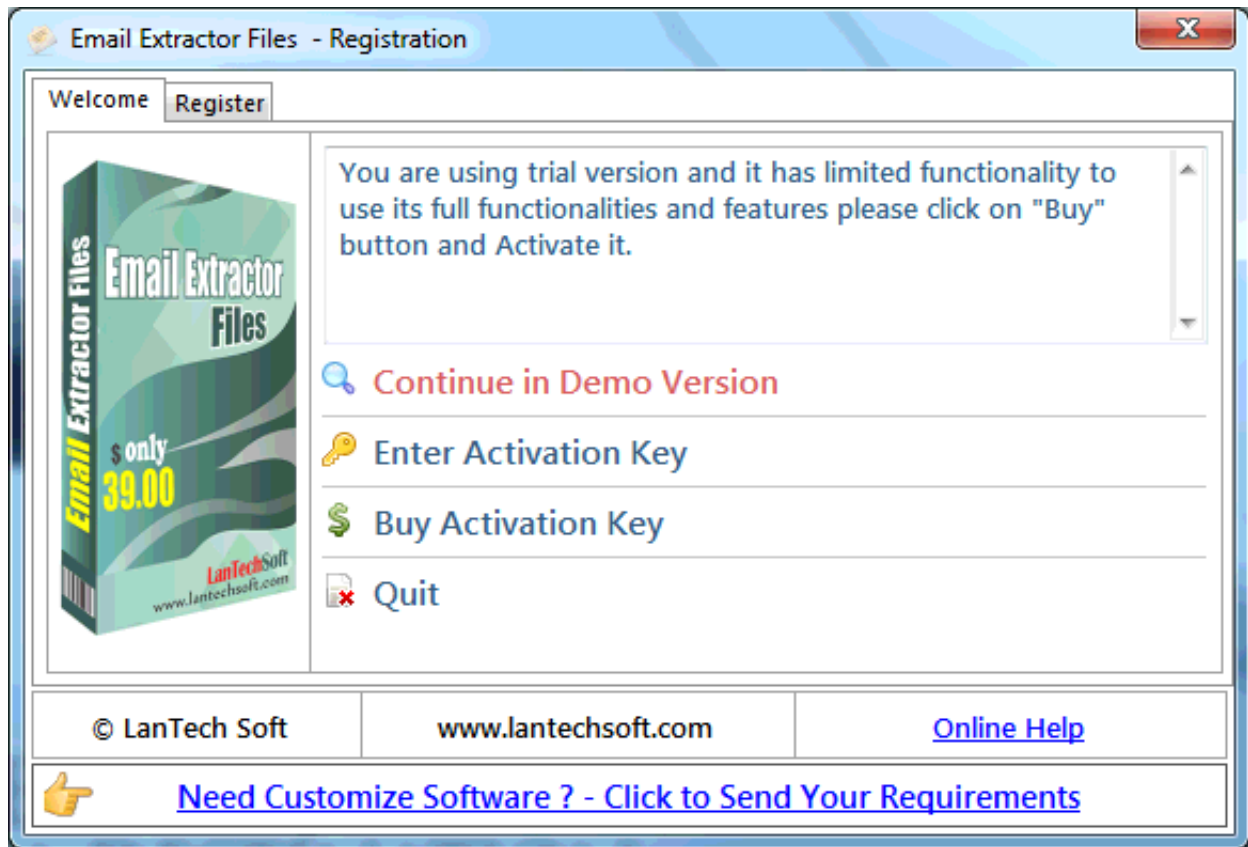 Email Extractor Files - Registration
Welcome
Register
Email Extractor Files
Email Extractor
Files
$ only
39.00
LanTechSoft
www.lantechsoft.com
You are using trial version and it has limited functionality to
use its full functionalities and features please click on "Buy"
button and Activate it.
Continue in Demo Version
Enter Activation Key
Buy Activation Key
Quit
© LanTech Soft
www.lantechsoft.com
Online Help
Need Customize Software ? - Click to Send Your Requirements